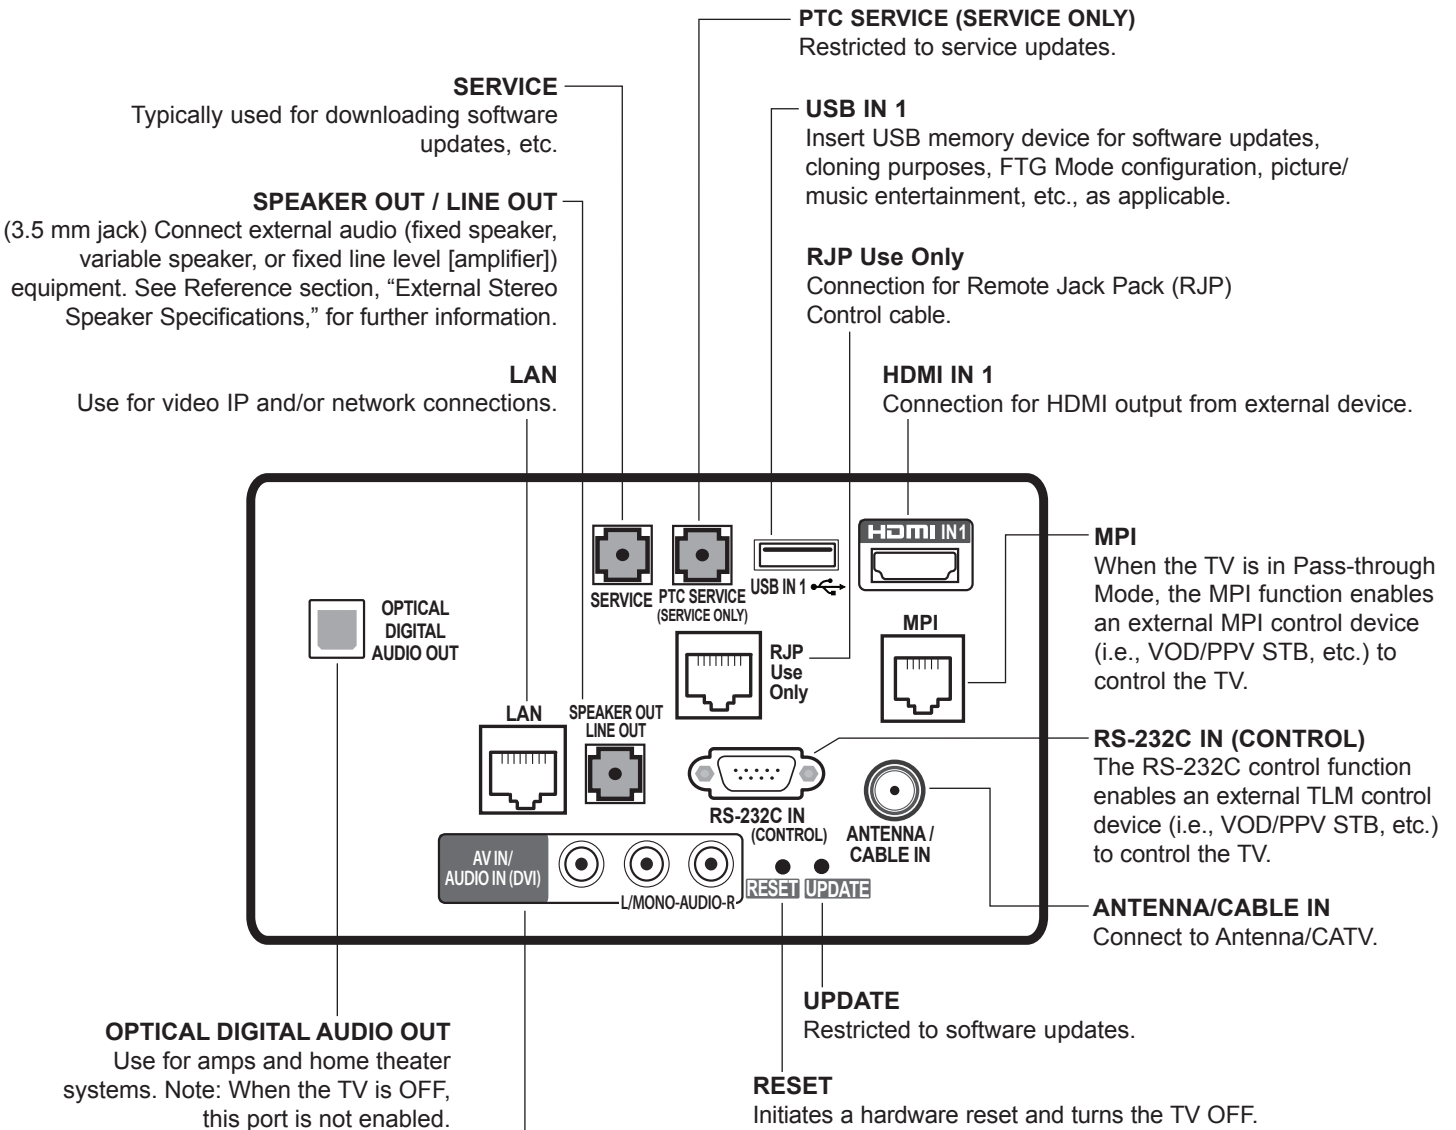 PTC SERVICE (SERVICE ONLY)
Restricted to service updates.
SERVICE
Typically used for downloading software
updates, etc.
USB IN 1
Insert USB memory device for software updates,
cloning purposes, FTG Mode configuration, picture/
music entertainment, etc., as applicable.
SPEAKER OUT / LINE OUT
(3.5 mm jack) Connect external audio (fixed speaker,
variable speaker, or fixed line level [amplifier])
equipment. See Reference section, “External Stereo
Speaker Specifications,” for further information.
RJP Use Only
Connection for Remote Jack Pack (RJP)
Control cable.
LAN
Use for video IP and/or network connections.
HDMI IN 1
Connection for HDMI output from external device.
HDMI IN 1
SERVICE
PTC SERVICE
(SERVICE ONLY)
USB IN 1
OPTICAL
DIGITAL
AUDIO OUT
RJP
Use
Only
MPI
LAN
SPEAKER OUT
LINE OUT
RS-232C IN
(CONTROL)
ANTENNA /
CABLE IN
AV IN/
AUDIO IN (DVI)
L/MONO-AUDIO-R
RESET
UPDATE
MPI
When the TV is in Pass-through
Mode, the MPI function enables
an external MPI control device
(i.e., VOD/PPV STB, etc.) to
control the TV.
RS-232C IN (CONTROL)
The RS-232C control function
enables an external TLM control
device (i.e., VOD/PPV STB, etc.)
to control the TV.
ANTENNA/CABLE IN
Connect to Antenna/CATV.
UPDATE
Restricted to software updates.
OPTICAL DIGITAL AUDIO OUT
Use for amps and home theater
systems. Note: When the TV is OFF,
this port is not enabled.
RESET
Initiates a hardware reset and turns the TV OFF.